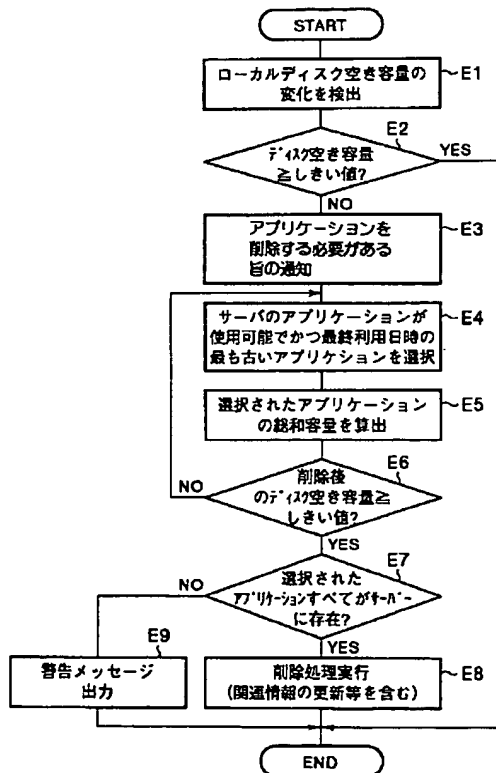 START
ローカルディスク空き容量の
変化を検出
E1
E2
ディスク空き容量
≧しきい値?
YES
NO
アプリケーションを
削除する必要がある
旨の通知
E3
サーバのアプリケーションが
使用可能でかつ最終利用日時の
最も古いアプリケションを選択
E4
選択されたアプリケーション
の総和容量を算出
E5
E6
削除後
のディスク空き容量≧
しきい値?
NO
YES
E7
選択された
アプリケーションすべてがサーバー
に存在?
NO
YES
E9
警告メッセージ
出力
削除処理実行
(関連情報の更新等を含む)
E8
END